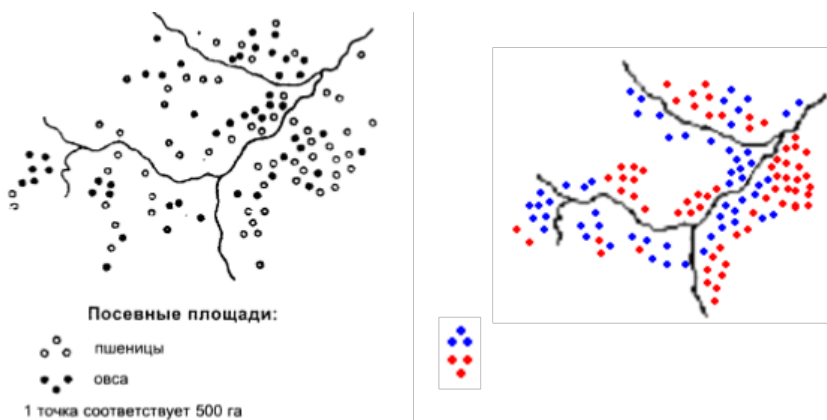 Посевные площади:
пшеницы
овса
1 точка соответствует 500 га